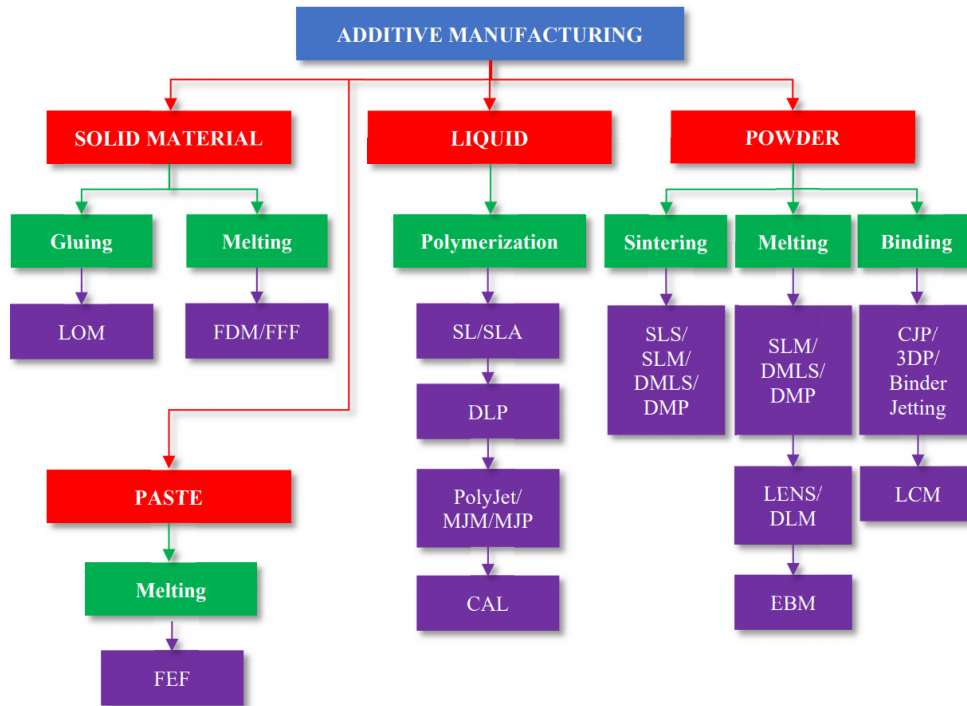 ADDITIVE MANUFACTURING
SOLID MATERIAL
LIQUID
POWDER
Gluing
Melting
Polymerization
Sintering
Melting
Binding
LOM
FDM/FFF
SL/SLA
SLS/
SLM/
DMLS/
DMP
SLM/
DMLS/
DMP
CJP/
3DP/
Binder
Jetting
DLP
PASTE
PolyJet/
MJM/MJP
LENS/
DLM
LCM
Melting
CAL
EBM
FEF